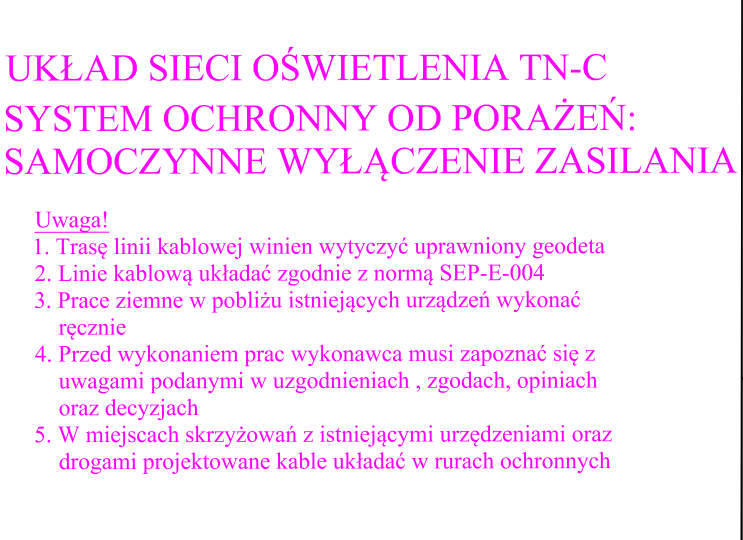 UKŁAD SIECI OŚWIETLENIA TN-C
SYSTEM OCHRONNY OD PORAŻEŃ:
SAMOCZYNNE WYŁĄCZENIE ZASILANIA
Uwaga!
1. Trasę linii kablowej winien wytyczyć uprawniony geodeta
2. Linie kablową układać zgodnie z normą SEP-E-004
3. Prace ziemne w pobliżu istniejących urządzeń wykonać
ręcznie
4. Przed wykonaniem prac wykonawca musi zapoznać się z
uwagami podanymi w uzgodnieniach , zgodach, opiniach
oraz decyzjach
5. W miejscach skrzyżowań z istniejącymi urzędzeniami oraz
drogami projektowane kable układać w rurach ochronnych